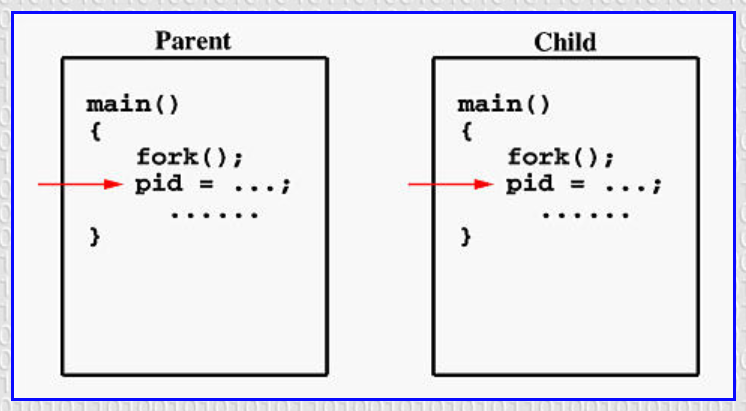 Parent
main()
{
fork();
pid = ...;
......
}
Child
main()
{
fork();
pid = ...;
......
}